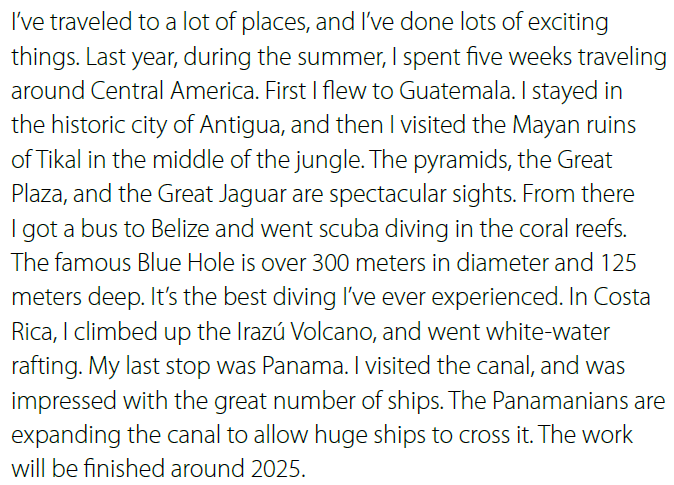 I've traveled to a lot of places, and I've done lots of exciting
things. Last year, during the summer, I spent five weeks traveling
around Central America. First I flew to Guatemala. I stayed in
the historic city of Antigua, and then I visited the Mayan ruins
of Tikal in the middle of the jungle. The pyramids, the Great
Plaza, and the Great Jaguar are spectacular sights. From there
I got a bus to Belize and went scuba diving in the coral reefs.
The famous Blue Hole is over 300 meters in diameter and 125
meters deep. It's the best diving I've ever experienced. In Costa
Rica, I climbed up the Irazú Volcano, and went white-water
rafting. My last stop was Panama. I visited the canal, and was
impressed with the great number of ships. The Panamanians are
expanding the canal to allow huge ships to cross it. The work
will be finished around 2025.